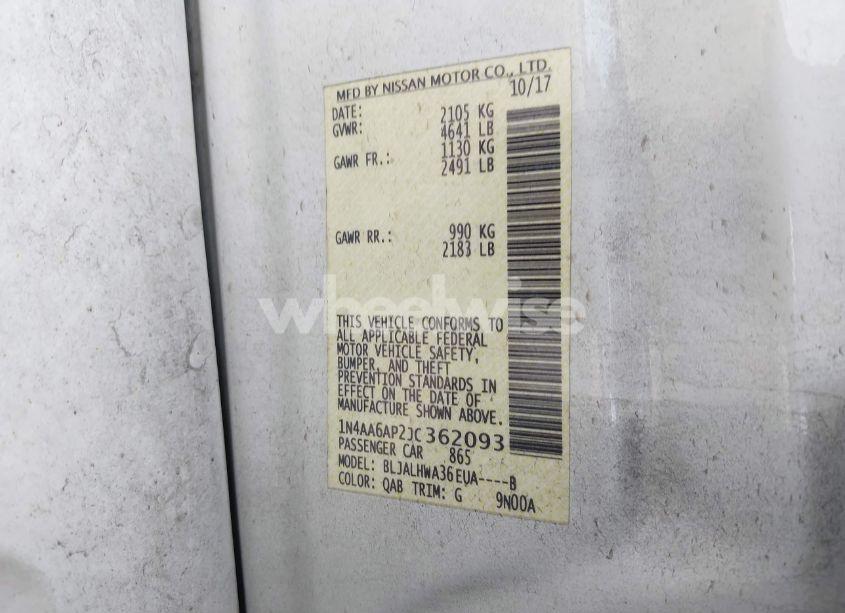 MFD BY NISSAN MOTOR CO., LTD.
DATE: 10/17
GVWR: 2105 KG
4641 LB
GAWR FR.: 1130 KG
2491 LB
GAWR RR.: 990 KG
2183 LB
wheelwise
THIS VEHICLE CONFORMS TO
ALL APPLICABLE FEDERAL
MOTOR VEHICLE SAFETY,
BUMPER, AND THEFT
PREVENTION STANDARDS IN
EFFECT ON THE DATE OF
MANUFACTURE SHOWN ABOVE.
1N4AA6AP2JC362093
PASSENGER CAR 865
MODEL: BLJALHWA36EUA----B
COLOR: QAB TRIM: G 9N00A